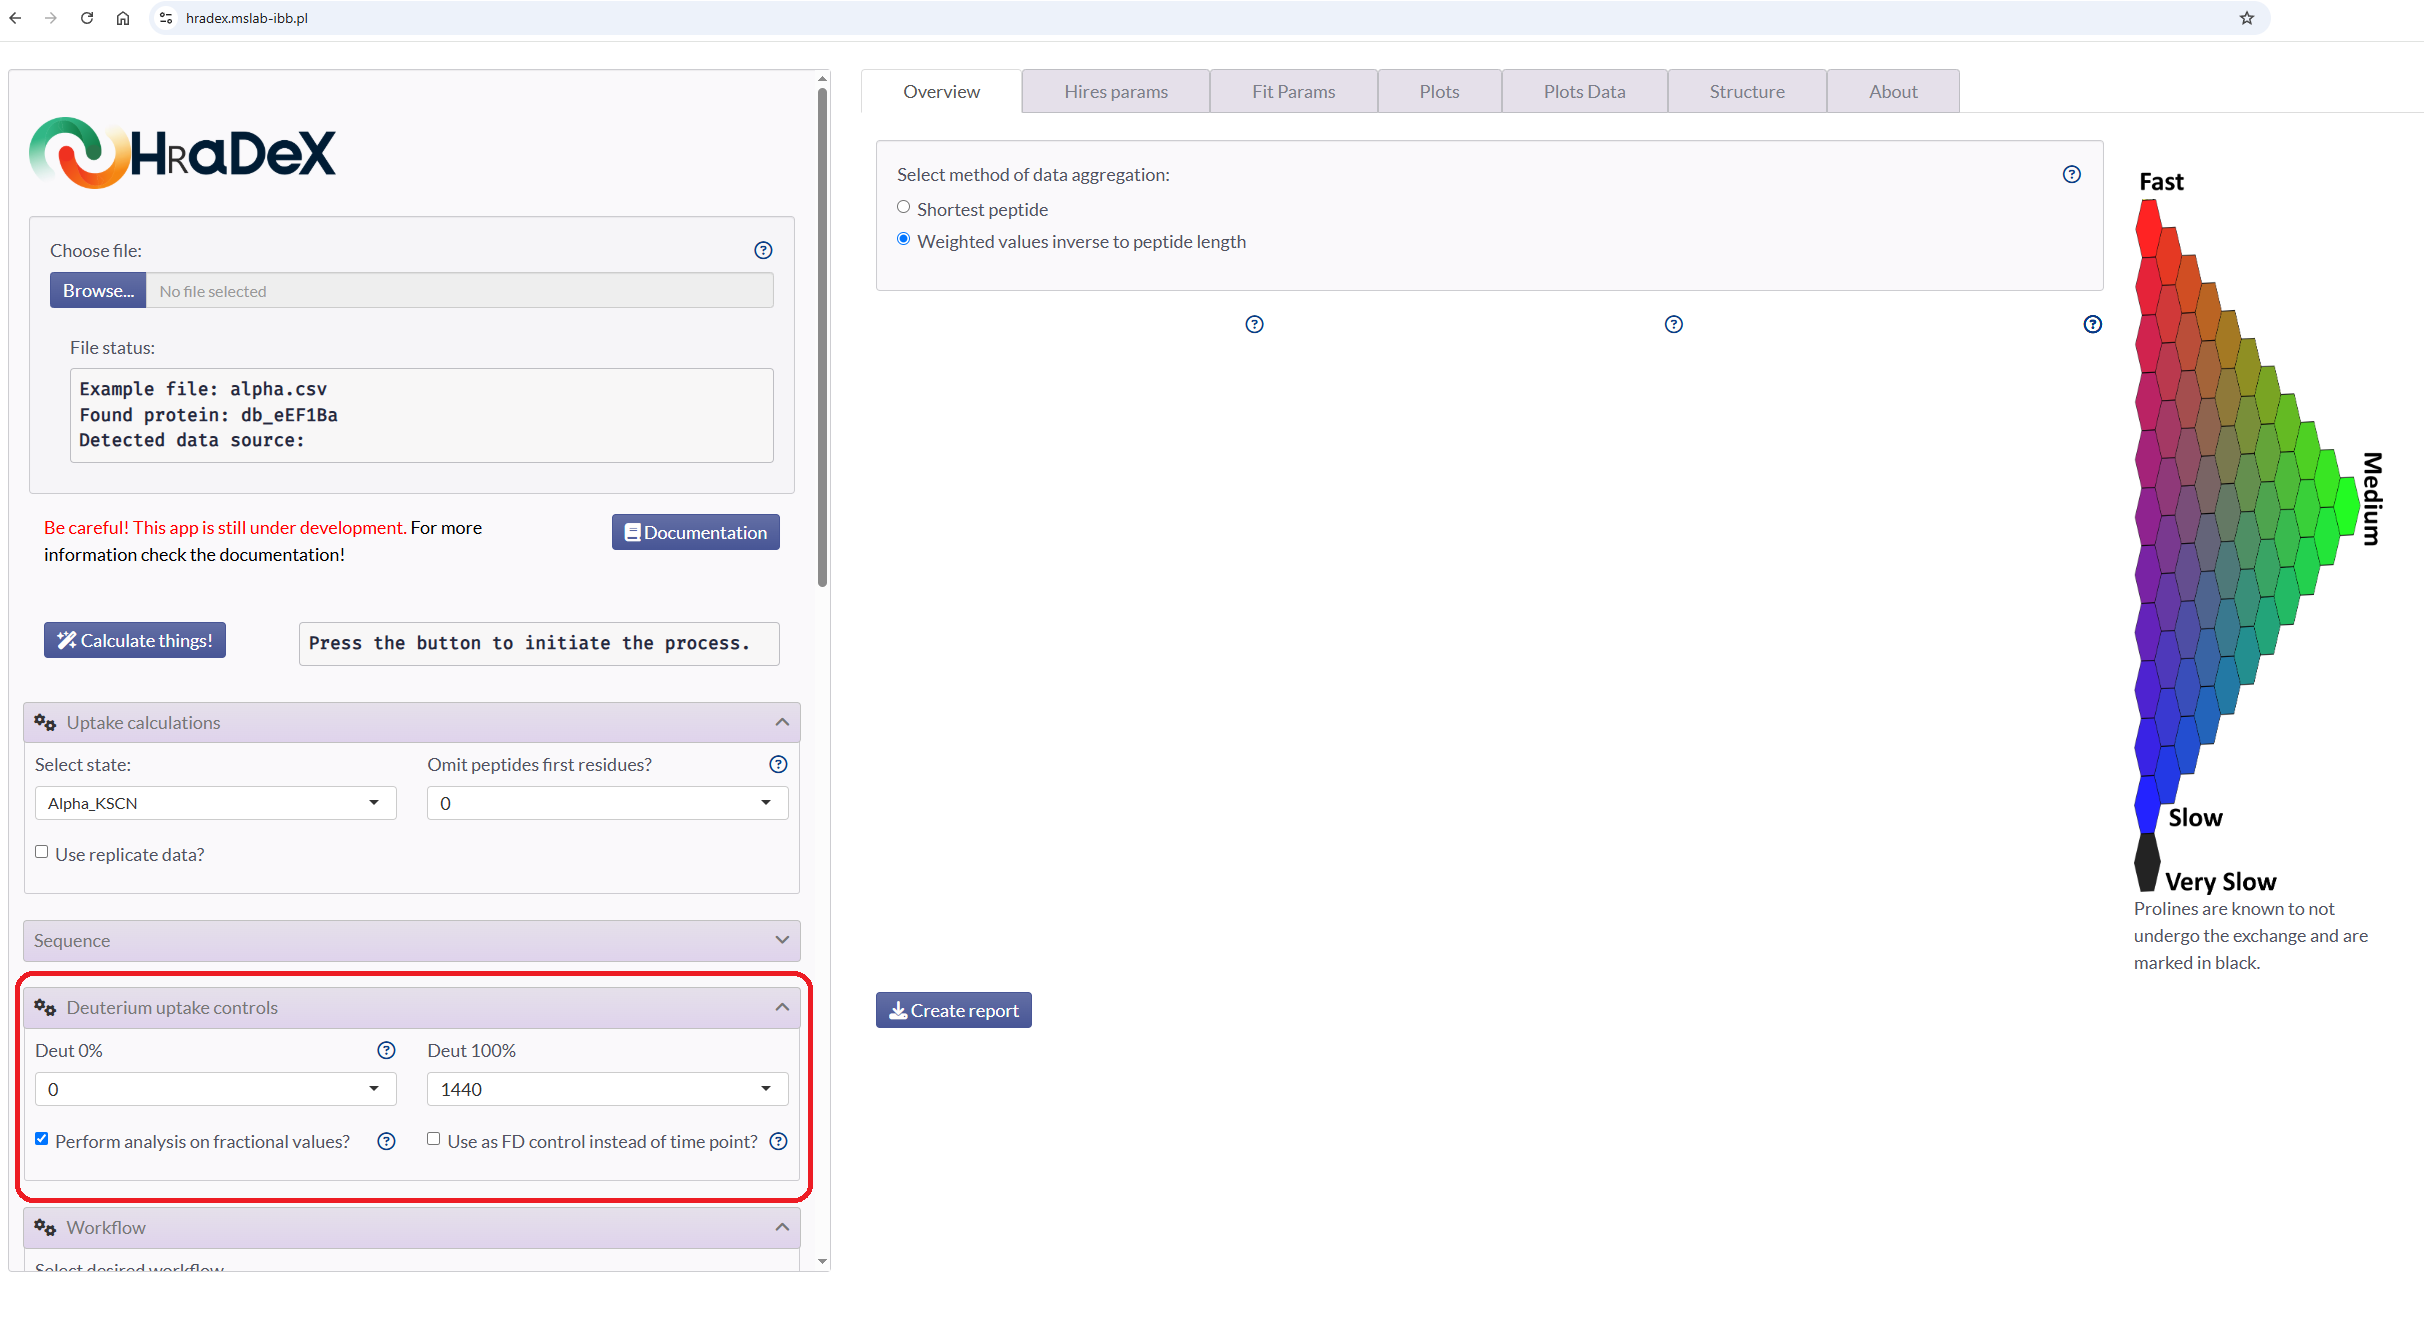 hradex.mslab-ibb.pl
HRaDeX
Choose file:
Browse... No file selected
File status:
Example file: alpha.csv
Found protein: db_eEF1Ba
Detected data source:
Be careful! This app is still under development. For more
information check the documentation!
Documentation
Calculate things!
Press the button to initiate the process.
Uptake calculations
Select state:
Omit peptides first residues?
Alpha_KSCN
0
Use replicate data?
Sequence
Deuterium uptake controls
Deut 0%
Deut 100%
0
1440
Perform analysis on fractional values?
Use as FD control instead of time point?
Workflow
Select desired workflow
Overview Hires params Fit Params Plots Plots Data Structure About
Select method of data aggregation:
Shortest peptide
Weighted values inverse to peptide length
Create report
Fast
Medium
Slow
Very Slow
Prolines are known to not
undergo the exchange and are
marked in black.